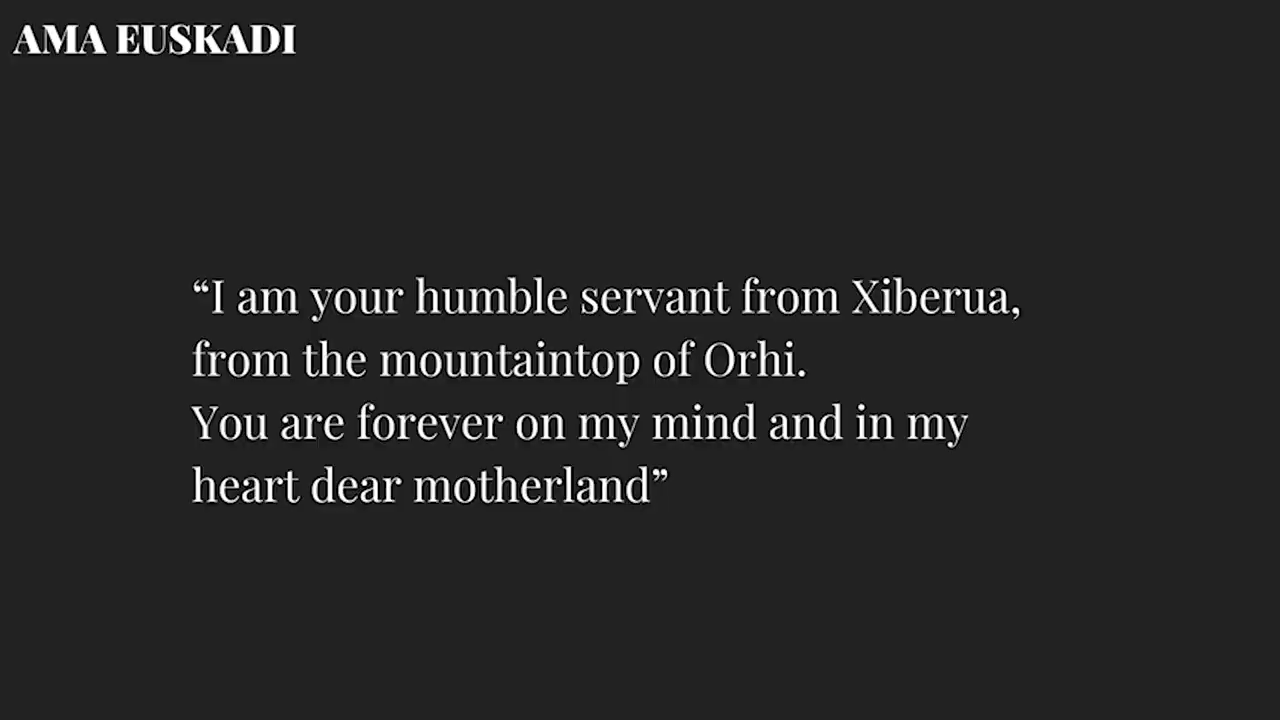 AMA EUSKADI
“I am your humble servant from Xiberua,
from the mountaintop of Orhi.
You are forever on my mind and in my
heart dear motherland”